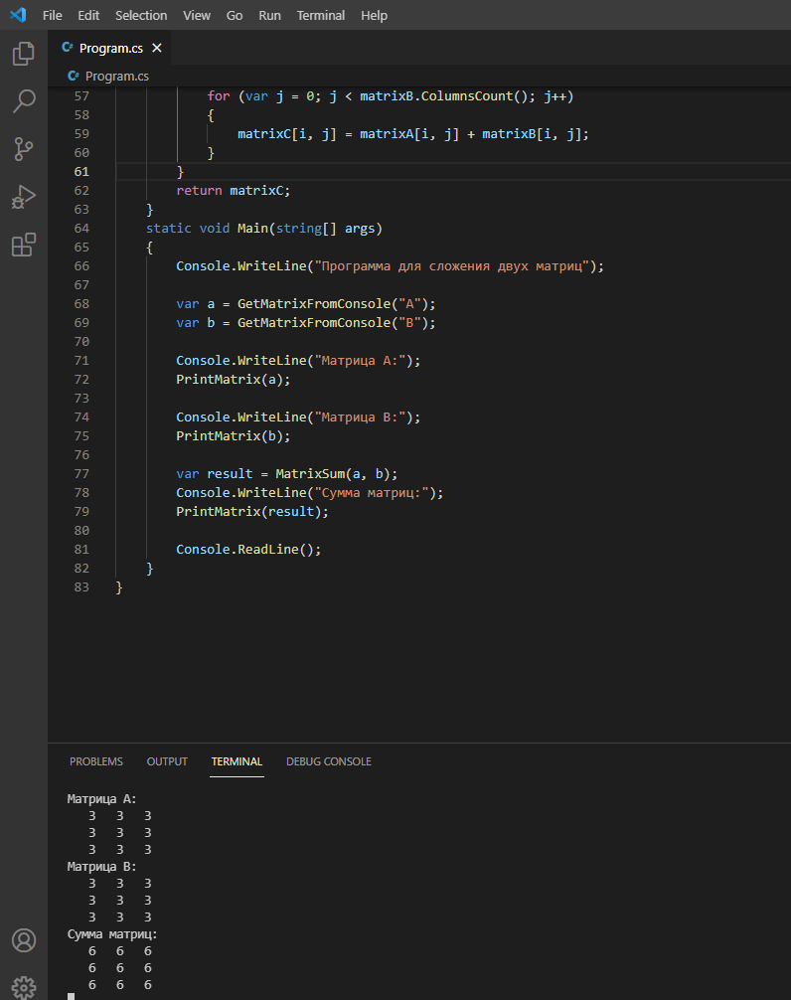 File Edit Selection View Go Run Terminal Help
C# Program.cs ×
C# Program.cs
57 for (var j = 0; j < matrixB.ColumnsCount(); j++)
58 {
59 matrixC[i, j] = matrixA[i, j] + matrixB[i, j];
60 }
61 }
62 return matrixC;
63 }
64 static void Main(string[] args)
65 {
66 Console.WriteLine("Программа для сложения двух матриц");
67
68 var a = GetMatrixFromConsole("A");
69 var b = GetMatrixFromConsole("B");
70
71 Console.WriteLine("Матрица A:");
72 PrintMatrix(a);
73
74 Console.WriteLine("Матрица B:");
75 PrintMatrix(b);
76
77 var result = MatrixSum(a, b);
78 Console.WriteLine("Сумма матриц:");
79 PrintMatrix(result);
80
81 Console.ReadLine();
82 }
83 }
PROBLEMS OUTPUT TERMINAL DEBUG CONSOLE
Матрица A:
3 3 3
3 3 3
3 3 3
Матрица B:
3 3 3
3 3 3
3 3 3
Сумма матриц:
6 6 6
6 6 6
6 6 6